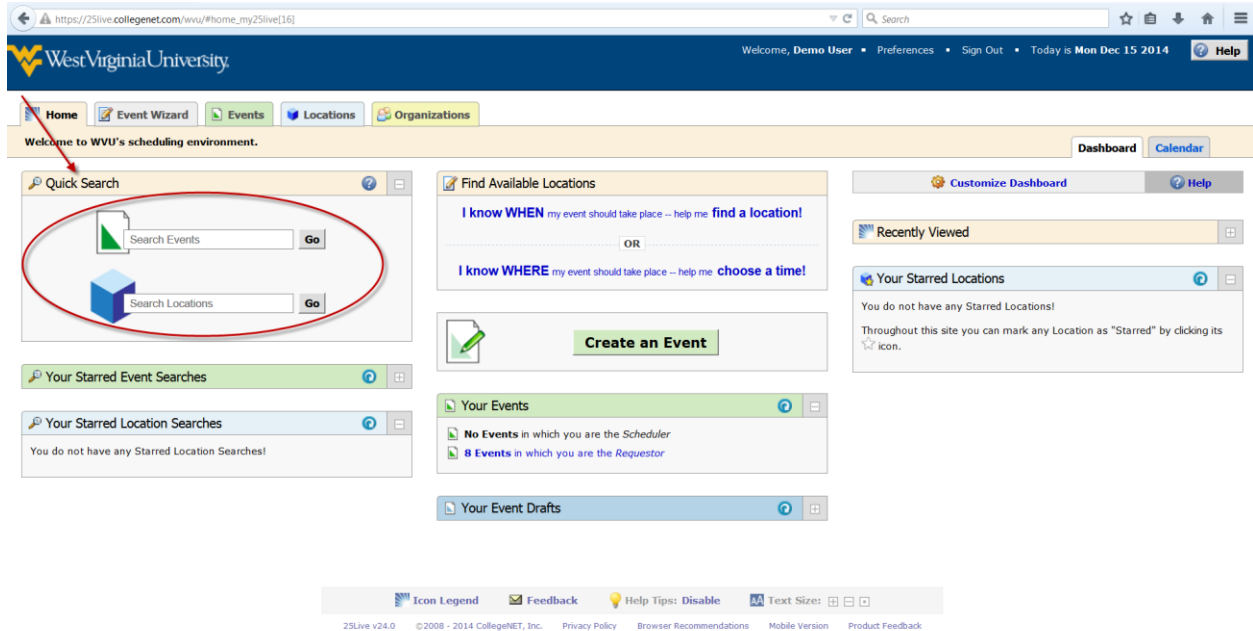 https://25live.collegenet.com/wvu/#home_my25live[16]
Search
WestVirginiaUniversity.
Welcome, Demo User ▪ Preferences ▪ Sign Out ▪ Today is Mon Dec 15 2014
Help
Home
Event Wizard
Events
Locations
Organizations
Welcome to WVU's scheduling environment.
Dashboard
Calendar
Quick Search
Search Events
Go
Search Locations
Go
Your Starred Event Searches
Your Starred Location Searches
You do not have any Starred Location Searches!
Find Available Locations
I know WHEN my event should take place -- help me find a location!
OR
I know WHERE my event should take place -- help me choose a time!
Create an Event
Your Events
No Events in which you are the Scheduler
8 Events in which you are the Requestor
Your Event Drafts
Customize Dashboard
Help
Recently Viewed
Your Starred Locations
You do not have any Starred Locations!
Throughout this site you can mark any Location as "Starred" by clicking its
icon.
Icon Legend
Feedback
Help Tips: Disable
AA Text Size:
25Live v24.0 ©2008 - 2014 CollegeNET, Inc. Privacy Policy Browser Recommendations Mobile Version Product Feedback